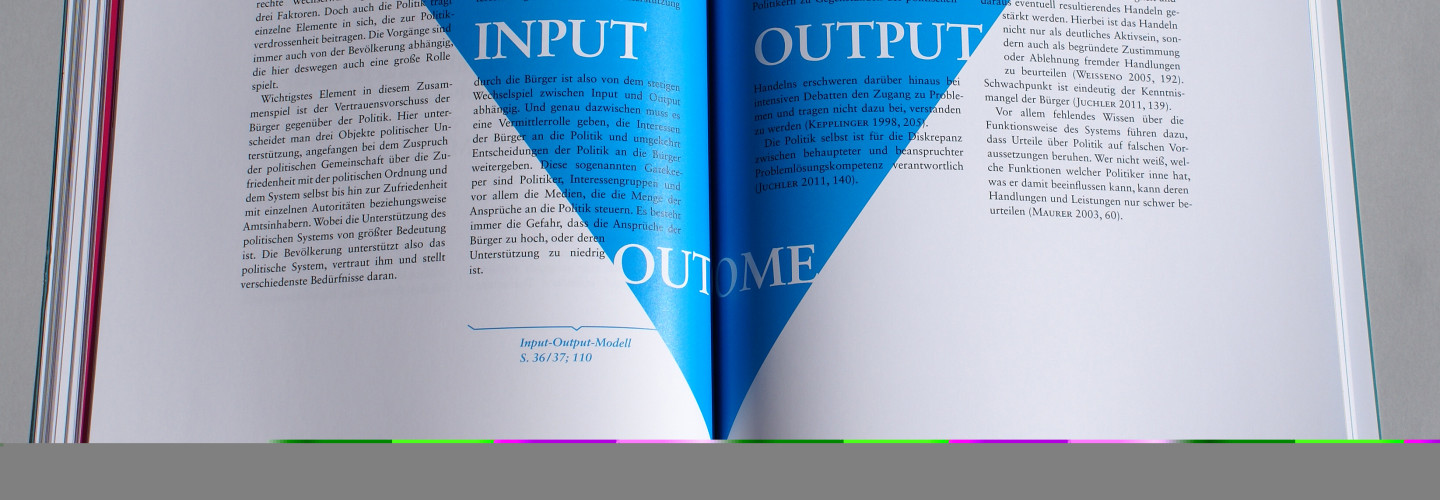 drei Faktoren. Doch auch die Politik trägt
einzelne Elemente in sich, die zur Politik-
verdrossenheit beitragen. Die Vorgänge sind
immer auch von der Bevölkerung abhängig,
die hier deswegen auch eine große Rolle
spielt.
Wichtigstes Element in diesem Zusam-
menspiel ist der Vertrauensvorschuss der
Bürger gegenüber der Politik. Hier unter-
scheidet man drei Objekte politischer Un-
terstützung, angefangen bei dem Zuspruch
der politischen Gemeinschaft über die Zu-
friedenheit mit der politischen Ordnung und
dem System selbst bis hin zur Zufriedenheit
mit einzelnen Autoritäten beziehungsweise
Amtsinhabern. Wobei die Unterstützung des
politischen Systems von größter Bedeutung
ist. Die Bevölkerung unterstützt also das
politische System, vertraut ihm und stellt
verschiedenste Bedürfnisse daran.
INPUT
durch die Bürger ist also von dem stetigen
Wechselspiel zwischen Input und Output
abhängig. Und genau dazwischen muss es
eine Vermittlerrolle geben, die Interessen
der Bürger an die Politik und umgekehrt
Entscheidungen der Politik an die Bürger
weitergeben. Diese sogenannten Gatekee-
per sind Politiker, Interessengruppen und
vor allem die Medien, die die Menge der
Ansprüche an die Politik steuern. Es besteht
immer die Gefahr, dass die Ansprüche der
Bürger zu hoch, oder deren
Unterstützung zu niedrig
ist.
Input-Output-Modell
S. 36/37; 110
OUTCOME
OUTPUT
Handelns erschweren darüber hinaus bei
intensiven Debatten den Zugang zu Proble-
men und tragen nicht dazu bei, verstanden
zu werden (KEPPLINGER 1998, 205).
Die Politik selbst ist für die Diskrepanz
zwischen behaupteter und beanspruchter
Problemlösungskompetenz verantwortlich
(JUCHLER 2011, 140).
daraus eventuell resultierendes Handeln ge-
stärkt werden. Hierbei ist das Handeln
nicht nur als deutliches Aktivsein, son-
dern auch als begründete Zustimmung
oder Ablehnung fremder Handlungen
zu beurteilen (WEISSENO 2005, 192).
Schwachpunkt ist eindeutig der Kenntnis-
mangel der Bürger (JUCHLER 2011, 139).
Vor allem fehlendes Wissen über die
Funktionsweise des Systems führen dazu,
dass Urteile über Politik auf falschen Vor-
aussetzungen beruhen. Wer nicht weiß, wel-
che Funktionen welcher Politiker inne hat,
was er damit beeinflussen kann, kann deren
Handlungen und Leistungen nur schwer be-
urteilen (MAURER 2003, 60).